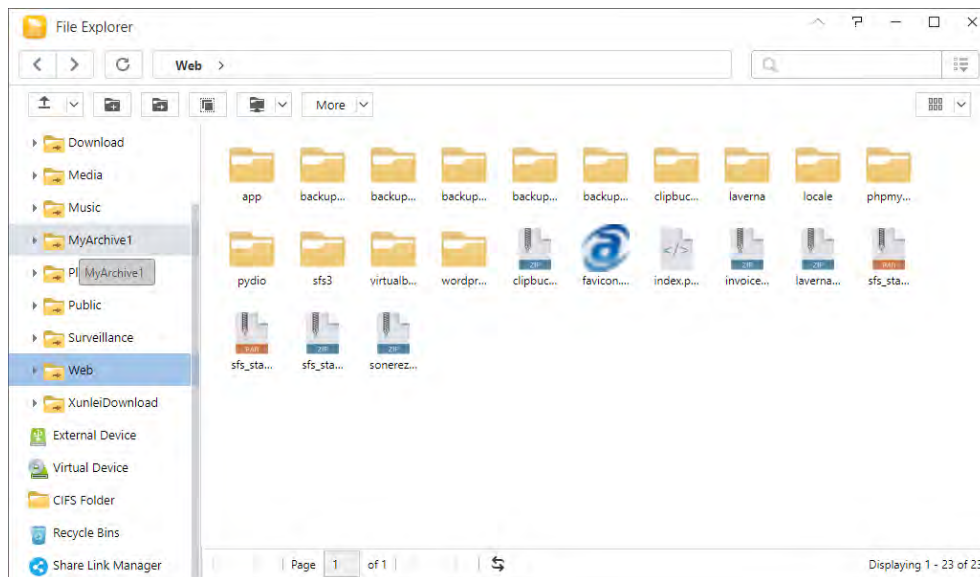 File Explorer
Web >
More
Download
Media
Music
MyArchive1
Pl
MyArchive1
Public
Surveillance
Web
XunleiDownload
External Device
Virtual Device
CIFS Folder
Recycle Bins
Share Link Manager
app backup... backup... backup... backup... backup... clipbuc... laverna locale phpmy...
pydio sfs3 virtualb... wordpr... clipbuc... favicon.... index.p... invoice... laverna... sfs_sta...
sfs_sta... sfs_sta... sonerez...
Page 1 of 1
Displaying 1 - 23 of 23